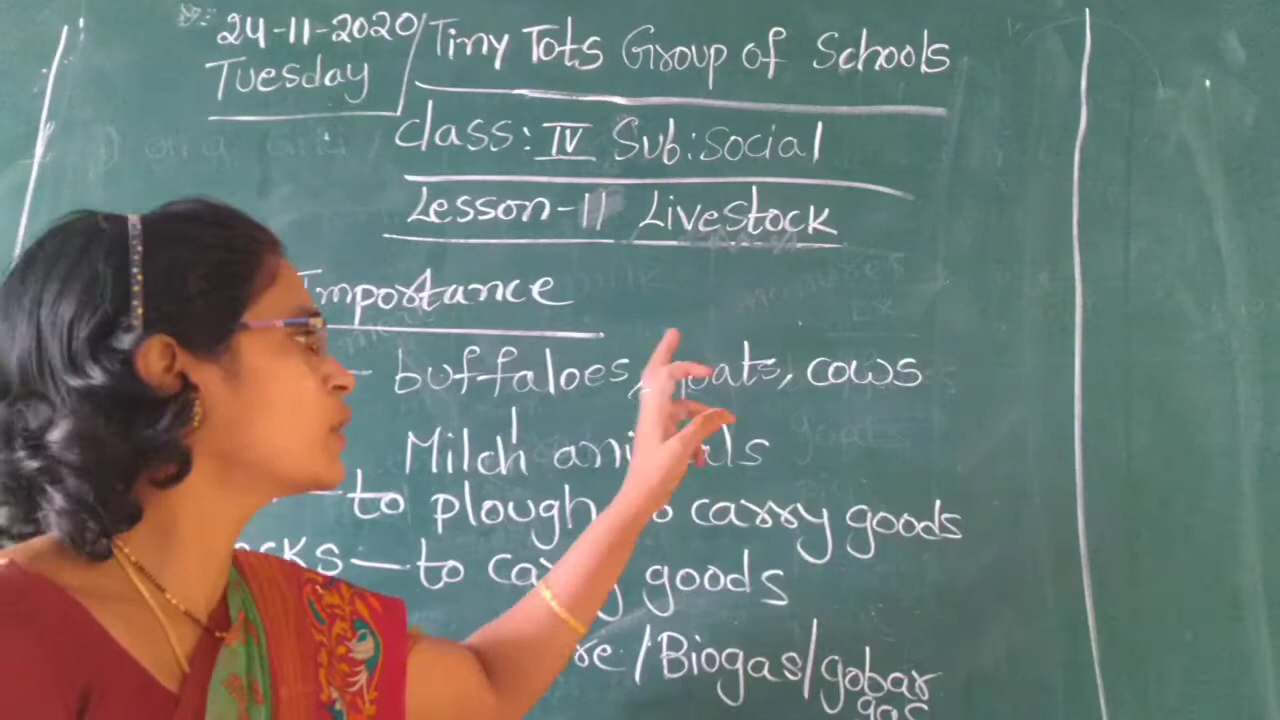 24-11-2020
Tuesday
Tiny Tots Group of Schools
Class: IV Sub: Social
Lesson-11 Livestock
Importance
- buffaloes, goats, cows
Milch animals
- to plough to carry goods
- to carry goods
/Biogas/gobar
gas